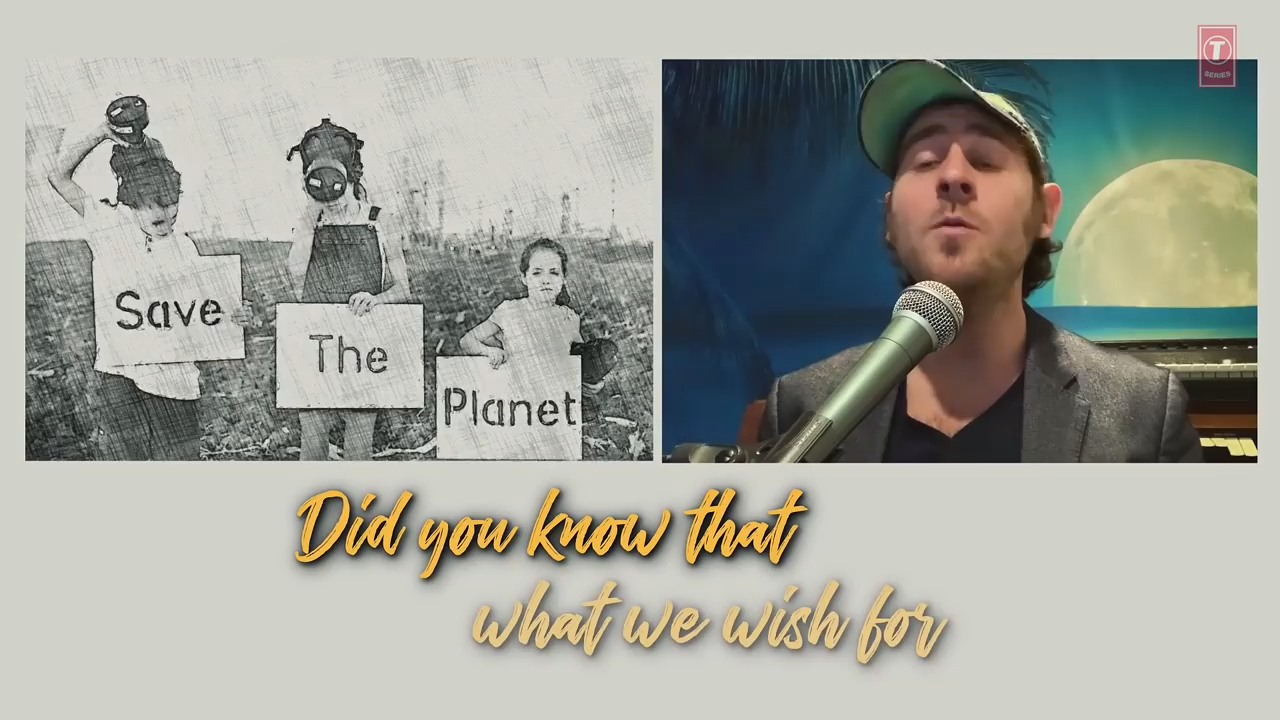 T
SERIES
Save
The
Planet
Did you know that
what we wish for